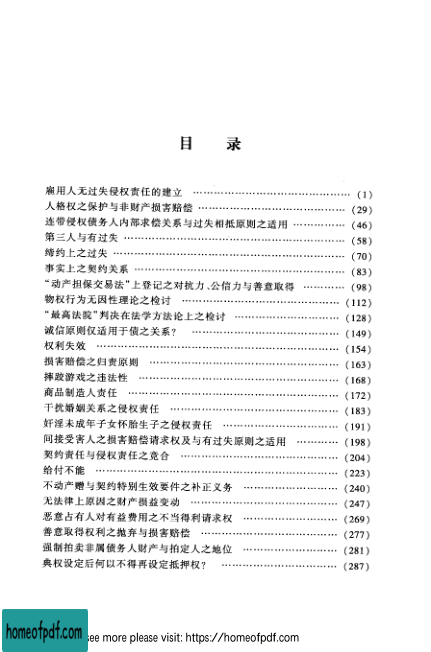 目 录
雇用人无过失侵权责任的建立 …………………………………… (1)
人格权之保护与非财产损害赔偿 ………………………………… (29)
连带侵权债务人内部求偿关系与过失相抵原则之适用 ………… (46)
第三人与有过失 …………………………………………………… (58)
缔约上之过失 ……………………………………………………… (70)
事实上之契约关系 ………………………………………………… (83)
“动产担保交易法”上登记之对抗力、公信力与善意取得 ……… (98)
物权行为无因性理论之检讨 ……………………………………… (112)
“最高法院”判决在法学方法论上之检讨 ………………………… (128)
诚信原则仅适用于债之关系？ …………………………………… (149)
权利失效 …………………………………………………………… (154)
损害赔偿之归责原则 ……………………………………………… (163)
摔跤游戏之违法性 ………………………………………………… (168)
商品制造人责任 …………………………………………………… (172)
干扰婚姻关系之侵权责任 ………………………………………… (183)
奸淫未成年子女怀胎生子之侵权责任 …………………………… (191)
间接受害人之损害赔偿请求权及与有过失原则之适用 ………… (198)
契约责任与侵权责任之竞合 ……………………………………… (204)
给付不能 …………………………………………………………… (223)
不动产赠与契约特别生效要件之补正义务 ……………………… (240)
无法律上原因之财产损益变动 …………………………………… (247)
恶意占有人对有益费用之不当得利请求权 ……………………… (269)
善意取得权利之抛弃与损害赔偿 ………………………………… (277)
强制拍卖非属债务人财产与拍定人之地位 ……………………… (281)
典权设定后何以不得再设定抵押权？ …………………………… (287)
homeofpdf.com
see more please visit: https://homeofpdf.com